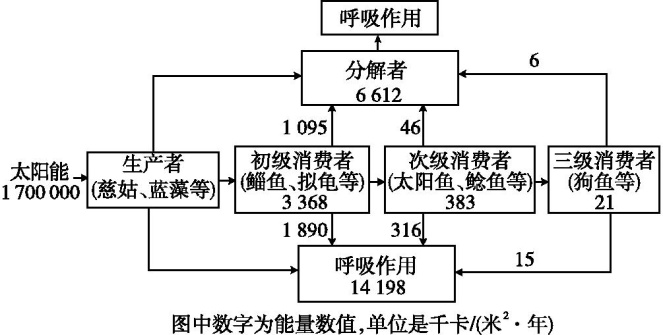 呼吸作用
分解者
6 612
6
1 095
46
太阳能
1 700 000
生产者
(慈姑、蓝藻等)
初级消费者
(鲻鱼、拟龟等)
3 368
次级消费者
(太阳鱼、鲶鱼等)
383
三级消费者
(狗鱼等)
21
1 890
316
15
呼吸作用
14 198
图中数字为能量数值,单位是千卡/(米²·年)